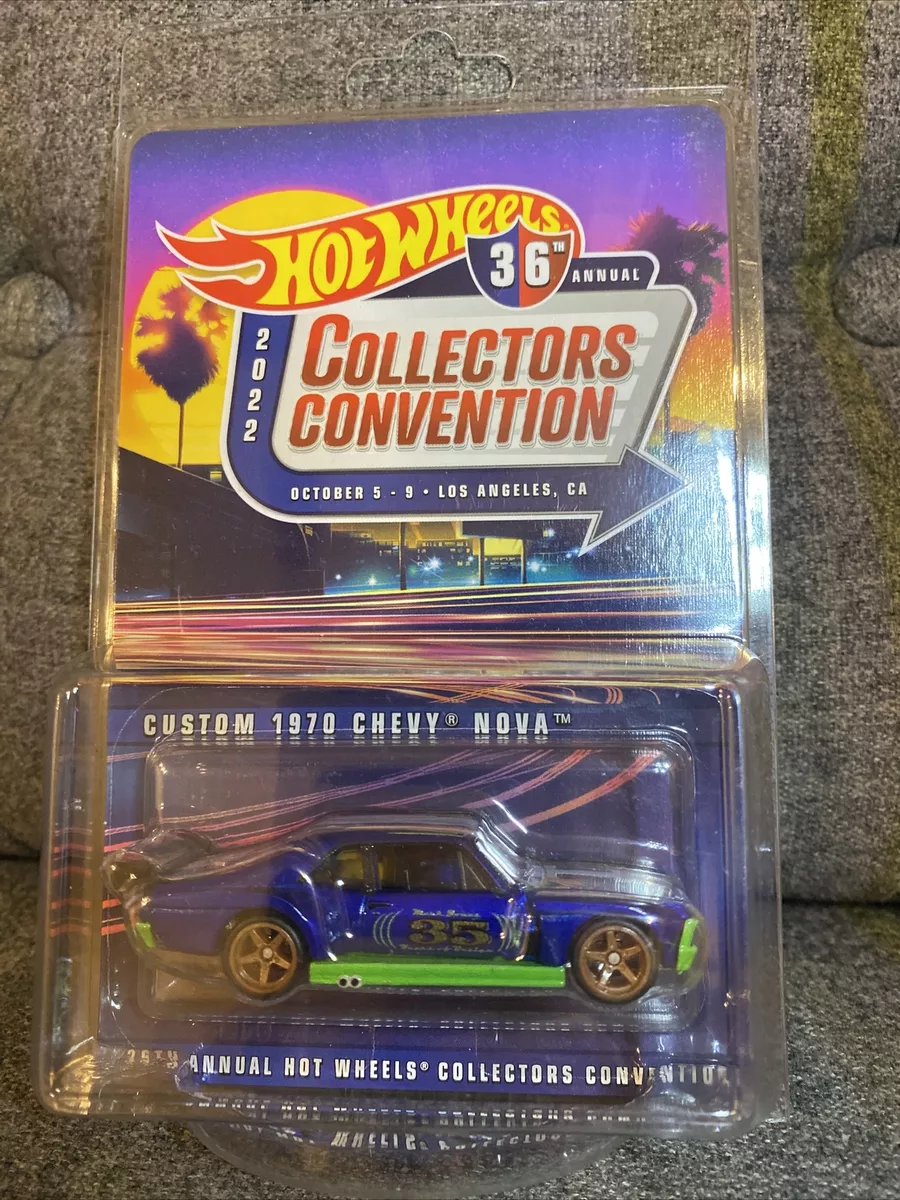 HOT WHEELS®
36TH
ANNUAL
2022
COLLECTORS
CONVENTION
OCTOBER 5 - 9 • LOS ANGELES, CA
CUSTOM 1970 CHEVY® NOVA™
35
ANNUAL HOT WHEELS® COLLECTORS CONVENTION